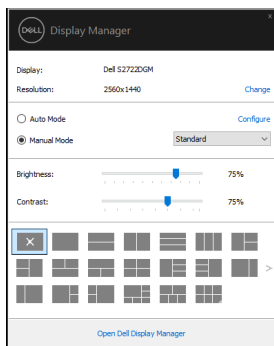 x
DELL Display Manager
Display: Dell S2722DGM
Resolution: 2560x1440 Change
Auto Mode Configure
Manual Mode Standard
Brightness: 75%
Contrast: 75%
Open Dell Display Manager